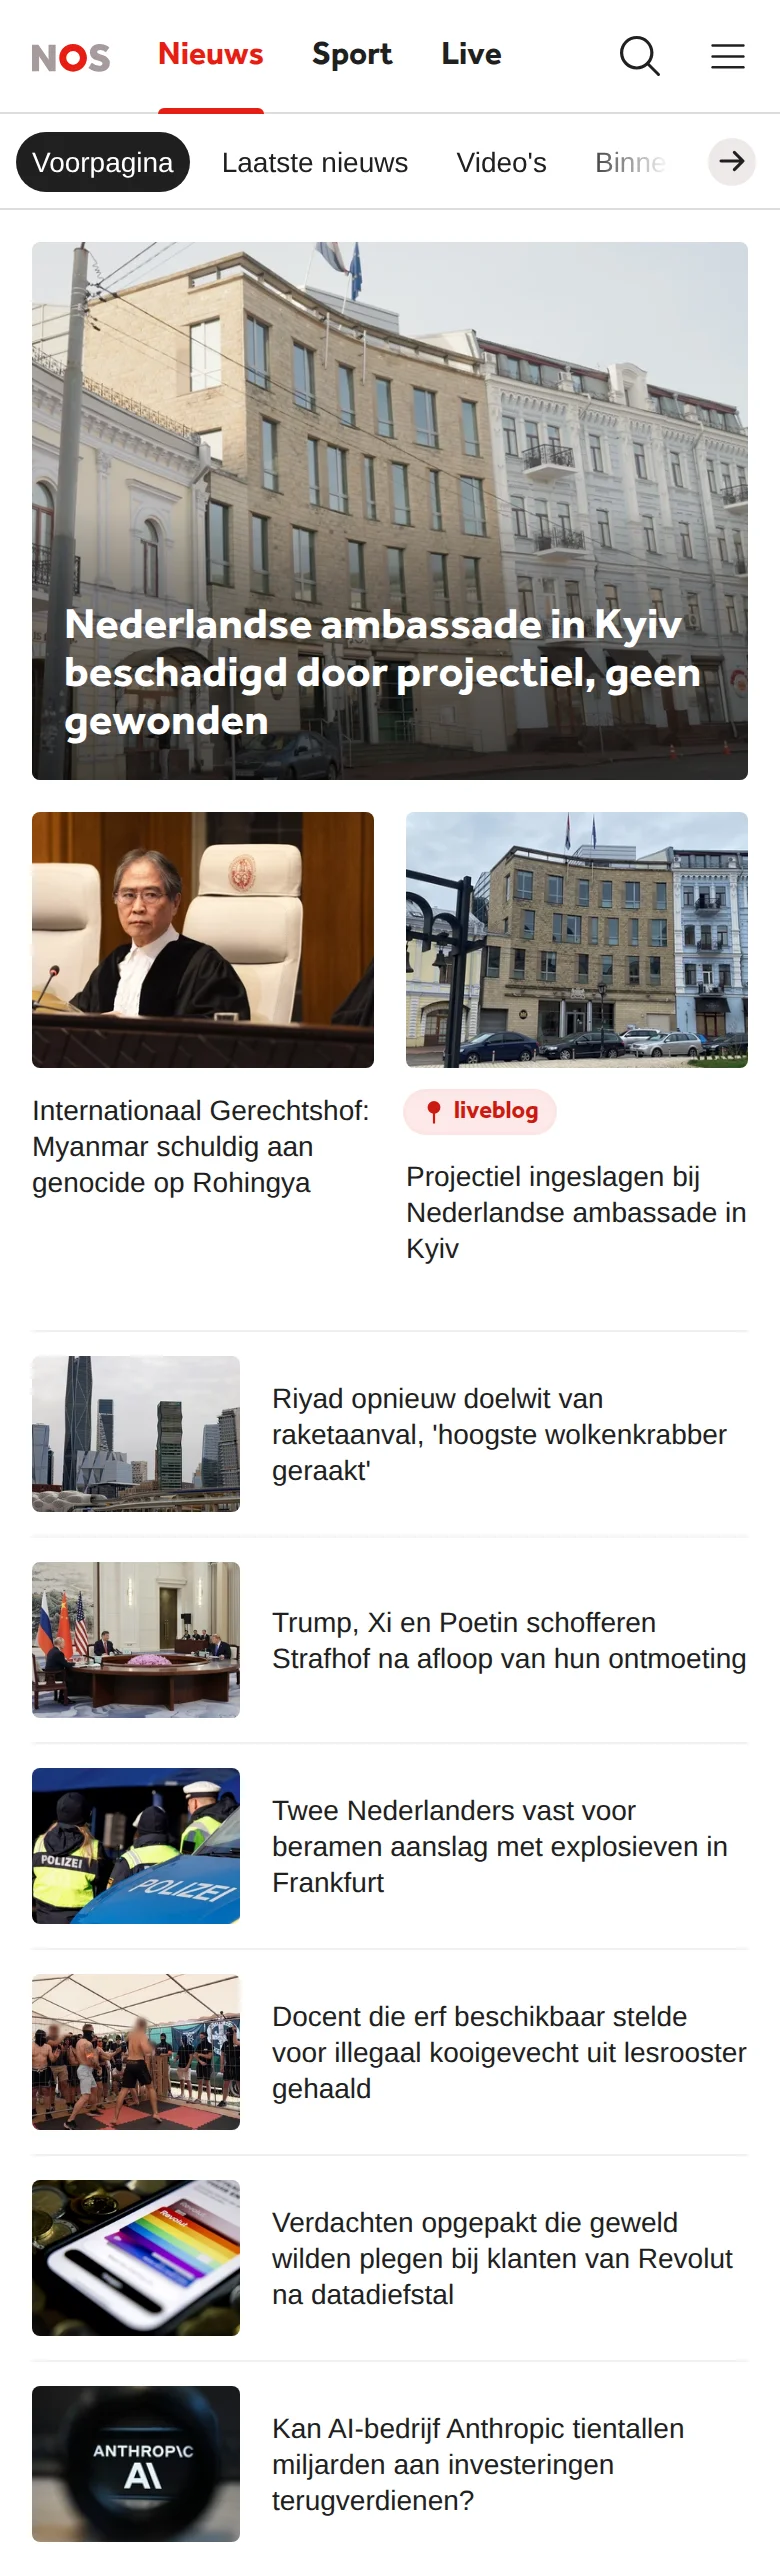 NOS Nieuws Sport Live
Voorpagina Laatste nieuws Video's Binne
Nederlandse ambassade in Kyiv
beschadigd door projectiel, geen
gewonden
Internationaal Gerechtshof:
Myanmar schuldig aan
genocide op Rohingya
liveblog
Projectiel ingeslagen bij
Nederlandse ambassade in
Kyiv
Riyad opnieuw doelwit van
raketaanval, 'hoogste wolkenkrabber
geraakt'
Trump, Xi en Poetin schofferen
Strafhof na afloop van hun ontmoeting
POLIZEI
POLIZEI
Twee Nederlanders vast voor
beramen aanslag met explosieven in
Frankfurt
Docent die erf beschikbaar stelde
voor illegaal kooigevecht uit lesrooster
gehaald
Revolut
Verdachten opgepakt die geweld
wilden plegen bij klanten van Revolut
na datadiefstal
ANTHROP\C
A\
Kan AI-bedrijf Anthropic tientallen
miljarden aan investeringen
terugverdienen?